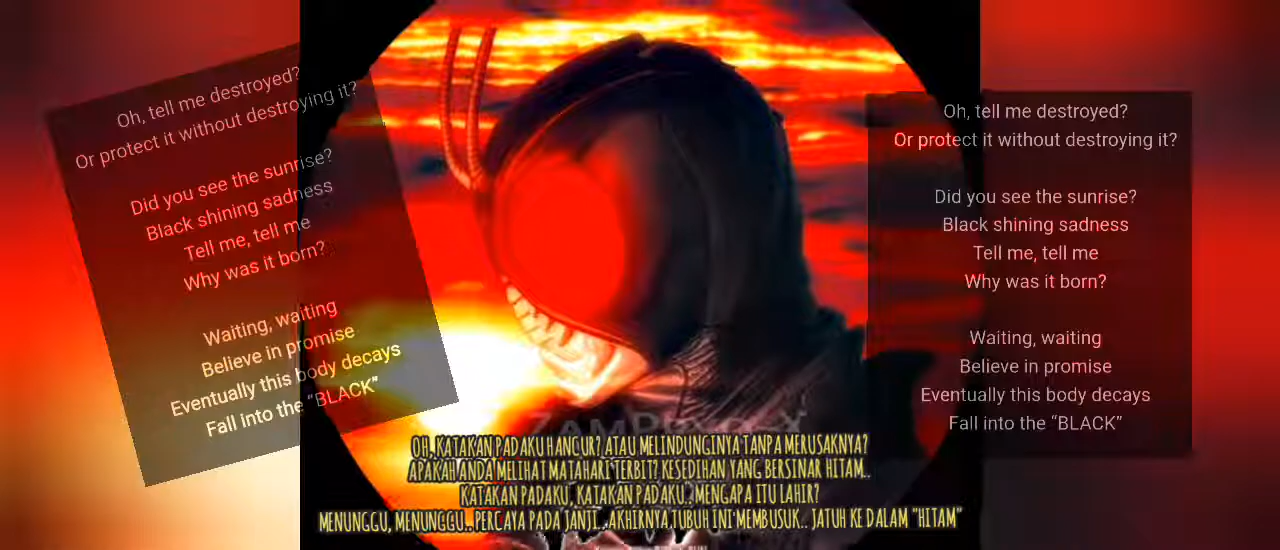 Oh, tell me destroyed?
Or protect it without destroying it?
Did you see the sunrise?
Black shining sadness
Tell me, tell me
Why was it born?
Waiting, waiting
Believe in promise
Eventually this body decays
Fall into the “BLACK”
Oh, tell me destroyed?
Or protect it without destroying it?
Did you see the sunrise?
Black shining sadness
Tell me, tell me
Why was it born?
Waiting, waiting
Believe in promise
Eventually this body decays
Fall into the “BLACK”
OH, KATAKAN PADAKU HANCUR? ATAU MELINDUNGINYA TANPA MERUSAKNYA?
APAKAH ANDA MELIHAT MATAHARI TERBIT? KESEDIHAN YANG BERSINAR HITAM..
KATAKAN PADAKU, KATAKAN PADAKU.. MENGAPA ITU LAHIR?
MENUNGGU, MENUNGGU.. PERCAYA PADA JANJI.. AKHIRNYA TUBUH INI MEMBUSUK.. JATUH KE DALAM "HITAM"